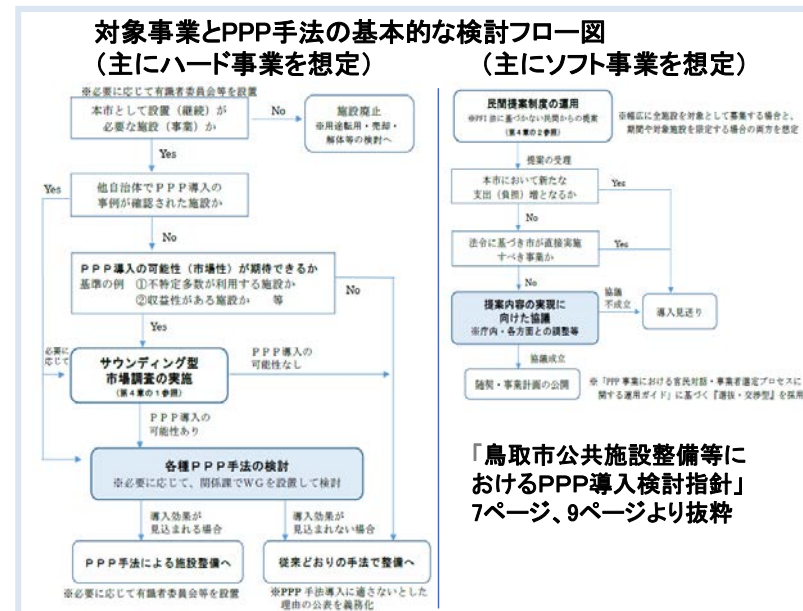 対象事業とPPP手法の基本的な検討フロー図
（主にハード事業を想定）
（主にソフト事業を想定）
※必要に応じて有識者委員会等を設置
本市として設置（継続）が
必要な施設（事業）か
No
施設廃止
※用途転用・売却・
解体等の検討へ
Yes
Yes
他自治体でＰＰＰ導入の
事例が確認された施設か
No
ＰＰＰ導入の可能性（市場性）が期待できるか
基準の例　①不特定多数が利用する施設か
②収益性がある施設か　等
No
Yes
必要に
応じて
サウンディング型
市場調査の実施
（第４章の１参照）
ＰＰＰ導入の
可能性なし
ＰＰＰ導入の
可能性あり
各種ＰＰＰ手法の検討
※必要に応じて、関係課でＷＧを設置して検討
導入効果が
見込まれる場合
導入効果が
見込まれない場合
ＰＰＰ手法による施設整備へ
従来どおりの手法で整備へ
※必要に応じて有識者委員会等を設置
※PPP 手法導入に適さないとした
理由の公表を義務化
民間提案制度の運用
※PFI 法に基づかない民間からの提案
（第４章の２参照）
※幅広に全施設を対象として募集する場合と、
期間や対象施設を限定する場合の両方を想定
提案の受理
本市において新たな
支出（負担）増となるか
Yes
No
法令に基づき市が直接実施
すべき事業か
Yes
No
提案内容の実現に
向けた協議
※庁内・各方面との調整等
協議
不成立
導入見送り
協議成立
随契・事業計画の公開
※「PPP 事業における官民対話・事業者選定プロセスに
関する運用ガイド」に基づく『選抜・交渉型』を採用
「鳥取市公共施設整備等に
おけるPPP導入検討指針」
7ページ、9ページより抜粋